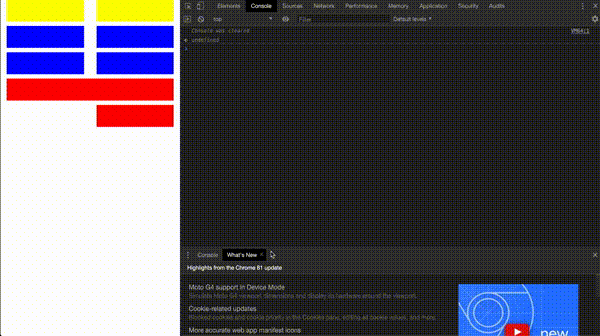 Elements Console Sources Network Performance Memory Application Security Audits
top Filter Default levels
Console was cleared
undefined
Console What's New
Highlights from the Chrome 81 update
Moto G4 support in Device Mode
Simulate Moto G4 viewport dimensions and display its hardware around the viewport.
Cookie-related updates
Blocked cookies and cookie priority in the Cookies pane, editing all cookie values, and more.
More accurate web app manifest icons
new